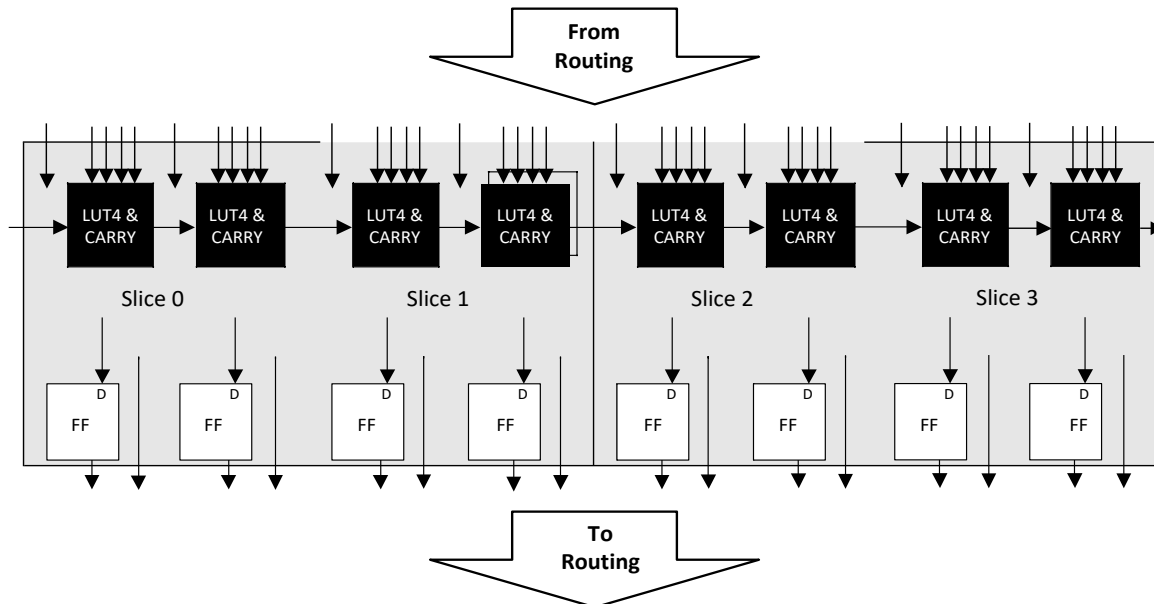 From
Routing
LUT4 &
CARRY
LUT4 &
CARRY
LUT4 &
CARRY
LUT4 &
CARRY
LUT4 &
CARRY
LUT4 &
CARRY
LUT4 &
CARRY
LUT4 &
CARRY
Slice 0
Slice 1
Slice 2
Slice 3
D
FF
D
FF
D
FF
D
FF
D
FF
D
FF
D
FF
D
FF
To
Routing